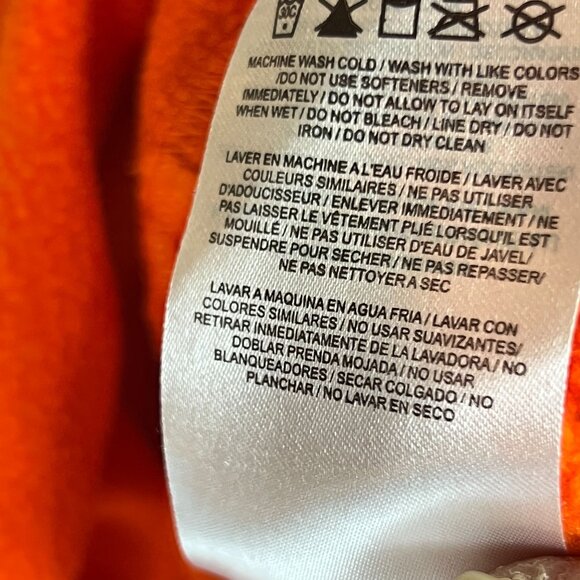 30C
MACHINE WASH COLD / WASH WITH LIKE COLORS
/DO NOT USE SOFTENERS / REMOVE
IMMEDIATELY / DO NOT ALLOW TO LAY ON ITSELF
WHEN WET / DO NOT BLEACH / LINE DRY / DO NOT
IRON / DO NOT DRY CLEAN
LAVER EN MACHINE A L'EAU FROIDE / LAVER AVEC
COULEURS SIMILAIRES / NE PAS UTILISER
D'ADOUCISSEUR / ENLEVER IMMEDIATEMENT / NE
PAS LAISSER LE VÊTEMENT PLIÉ LORSQU'IL EST
MOUILLÉ / NE PAS UTILISER D'EAU DE JAVEL/
SUSPENDRE POUR SECHER / NE PAS REPASSER/
NE PAS NETTOYER A SEC
LAVAR A MAQUINA EN AGUA FRIA / LAVAR CON
COLORES SIMILARES / NO USAR SUAVIZANTES/
RETIRAR INMEDIATAMENTE DE LA LAVADORA / NO
DOBLAR PRENDA MOJADA / NO USAR
BLANQUEADORES / SECAR COLGADO / NO
PLANCHAR / NO LAVAR EN SECO